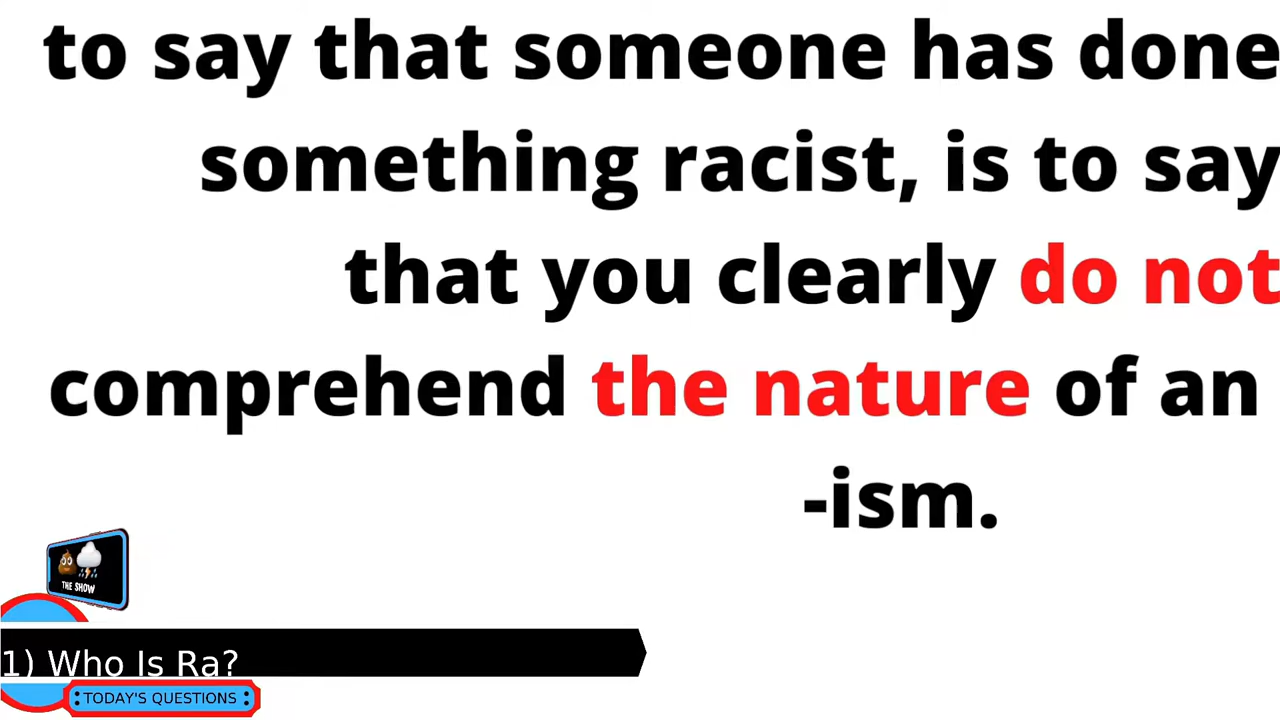 to say that someone has done
something racist, is to say
that you clearly do not
comprehend the nature of an
-ism.
THE SHOW
1) Who Is Ra?
TODAY'S QUESTIONS